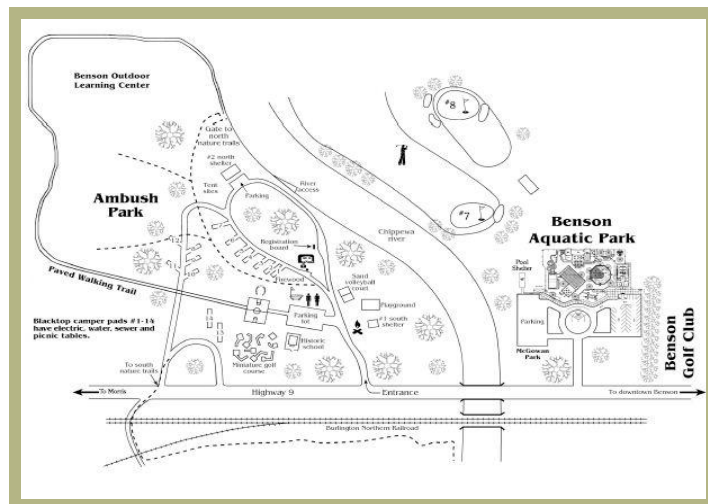 Benson Outdoor
Learning Center
#8
Gate to
north
nature trails
#2 north
shelter
River
access
Tent
sites
Parking
Ambush
Park
#7
Benson
Aquatic Park
Chippewa
river
Registration
board
Pool
Shelter
Firewood
Sand
volleyball
court
Paved Walking Trail
Playground
Parking
lot
#1 south
shelter
Parking
Blacktop camper pads #1-14
have electric, water, sewer and
picnic tables.
14
13
Historic
school
McGowan
Park
Benson
Golf Club
Miniature golf
course
To south
nature trails
To Morris
Highway 9
Entrance
To downtown Benson
Burlington Northern Railroad